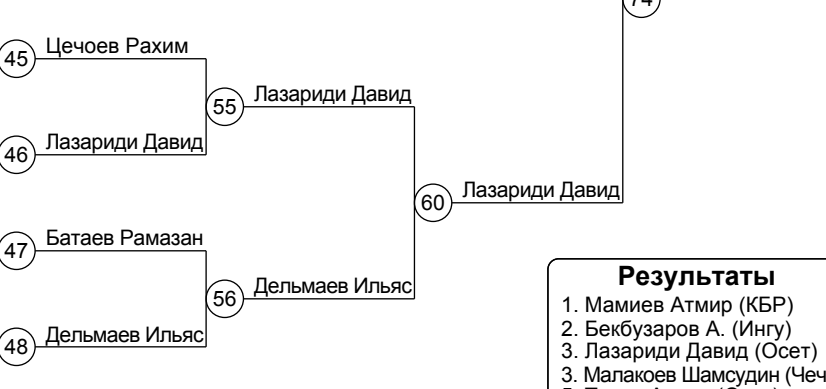 74
45 Цечоев Рахим
55 Лазариди Давид
46 Лазариди Давид
60 Лазариди Давид
47 Батаев Рамазан
56 Дельмаев Ильяс
48 Дельмаев Ильяс
Результаты
1. Мамиев Атмир (КБР)
2. Бекбузаров А. (Ингу)
3. Лазариди Давид (Осет)
3. Малакоев Шамсудин (Чеч